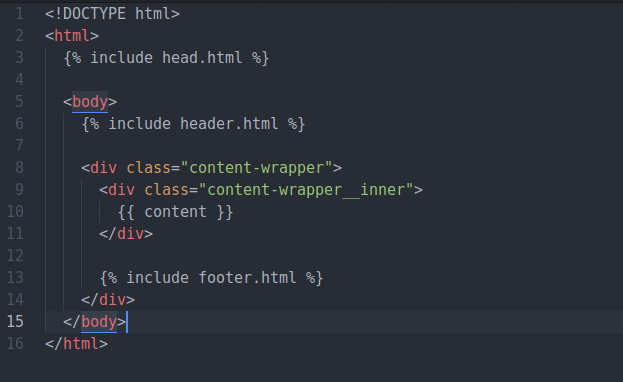 1 <!DOCTYPE html>
2 <html>
3   {% include head.html %}
4
5   <body>
6     {% include header.html %}
7
8     <div class="content-wrapper">
9       <div class="content-wrapper__inner">
10         {{ content }}
11       </div>
12
13       {% include footer.html %}
14     </div>
15   </body>
16 </html>